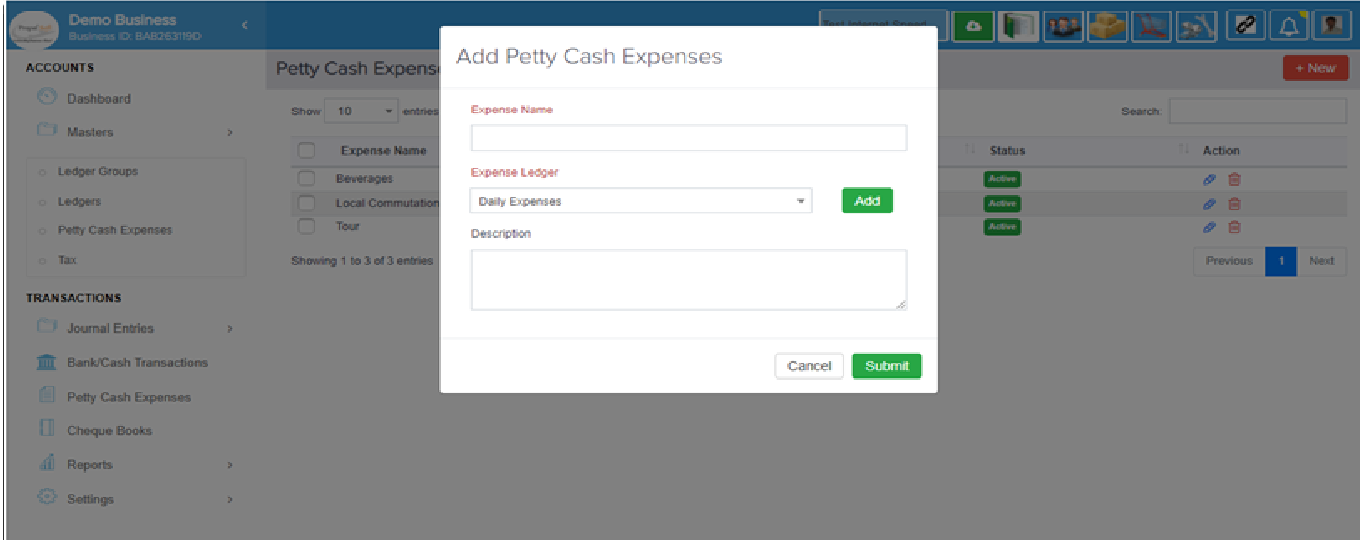 Demo Business
Business ID: BAB263119D
Test Internet Speed
ACCOUNTS
Dashboard
Masters
Ledger Groups
Ledgers
Petty Cash Expenses
Tax
TRANSACTIONS
Journal Entries
Bank/Cash Transactions
Petty Cash Expenses
Cheque Books
Reports
Settings
Petty Cash Expense
+ New
Show 10 entries
Search:
Expense Name Status Action
Beverages Active
Local Commutation Active
Tour Active
Showing 1 to 3 of 3 entries
Previous 1 Next
Add Petty Cash Expenses
Expense Name
Expense Ledger
Daily Expenses Add
Description
Cancel Submit